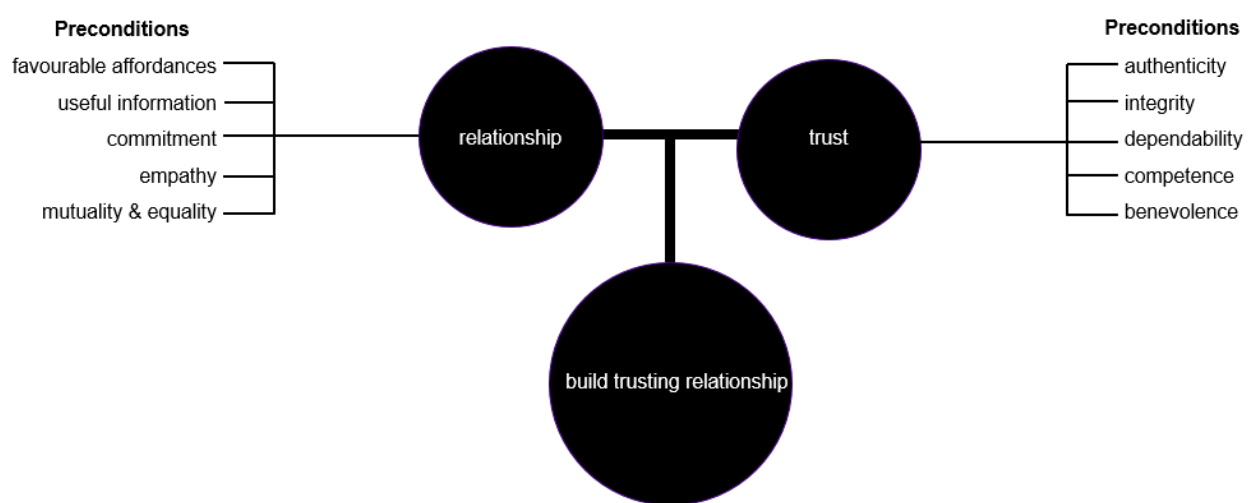 Preconditions
favourable affordances
useful information
commitment
empathy
mutuality & equality
relationship
trust
Preconditions
authenticity
integrity
dependability
competence
benevolence
build trusting relationship